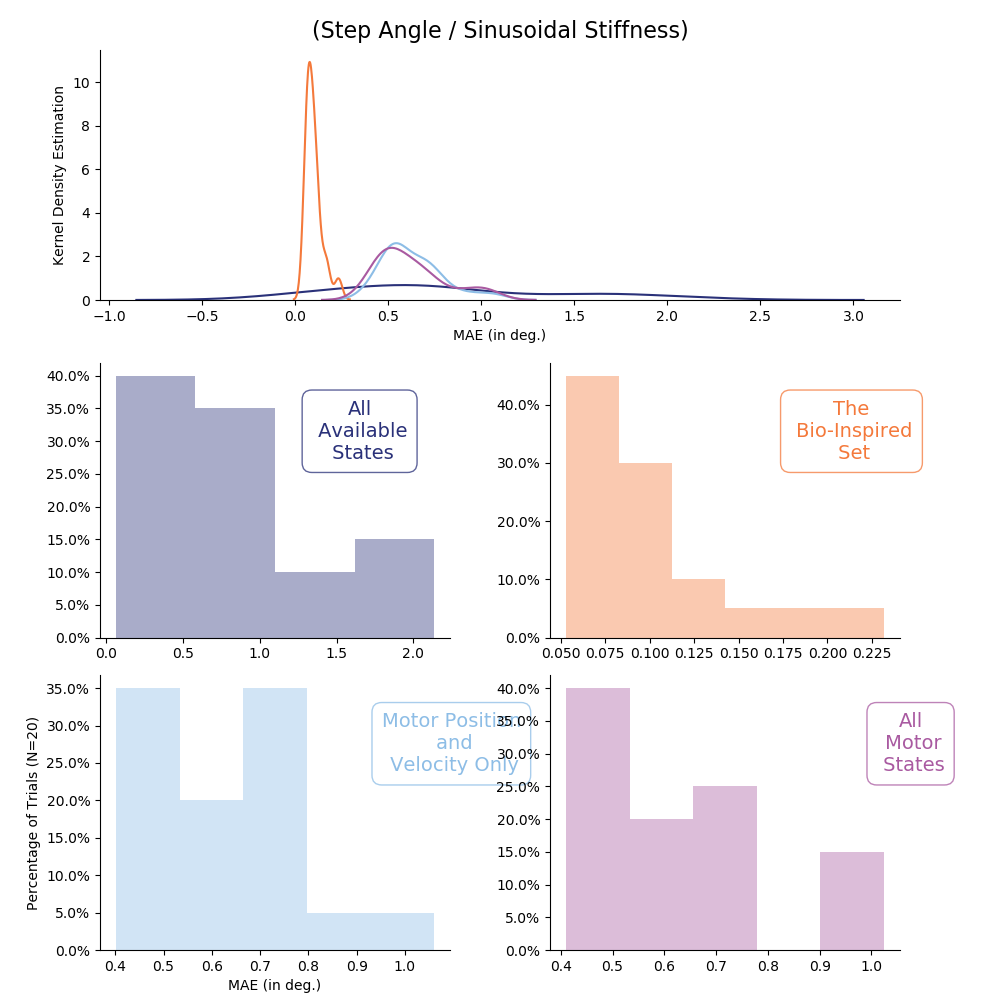 (Step Angle / Sinusoidal Stiffness)
Kernel Density Estimation
10
8
6
4
2
0
−1.0 −0.5 0.0 0.5 1.0 1.5 2.0 2.5 3.0
MAE (in deg.)
40.0%
35.0%
30.0%
25.0%
20.0%
15.0%
10.0%
5.0%
0.0%
All
Available
States
0.0 0.5 1.0 1.5 2.0
40.0%
30.0%
20.0%
10.0%
0.0%
The
Bio-Inspired
Set
0.050 0.075 0.100 0.125 0.150 0.175 0.200 0.225
Percentage of Trials (N=20)
35.0%
30.0%
25.0%
20.0%
15.0%
10.0%
5.0%
0.0%
Motor Position
and
Velocity Only
0.4 0.5 0.6 0.7 0.8 0.9 1.0
MAE (in deg.)
40.0%
35.0%
30.0%
25.0%
20.0%
15.0%
10.0%
5.0%
0.0%
All
Motor
States
0.4 0.5 0.6 0.7 0.8 0.9 1.0